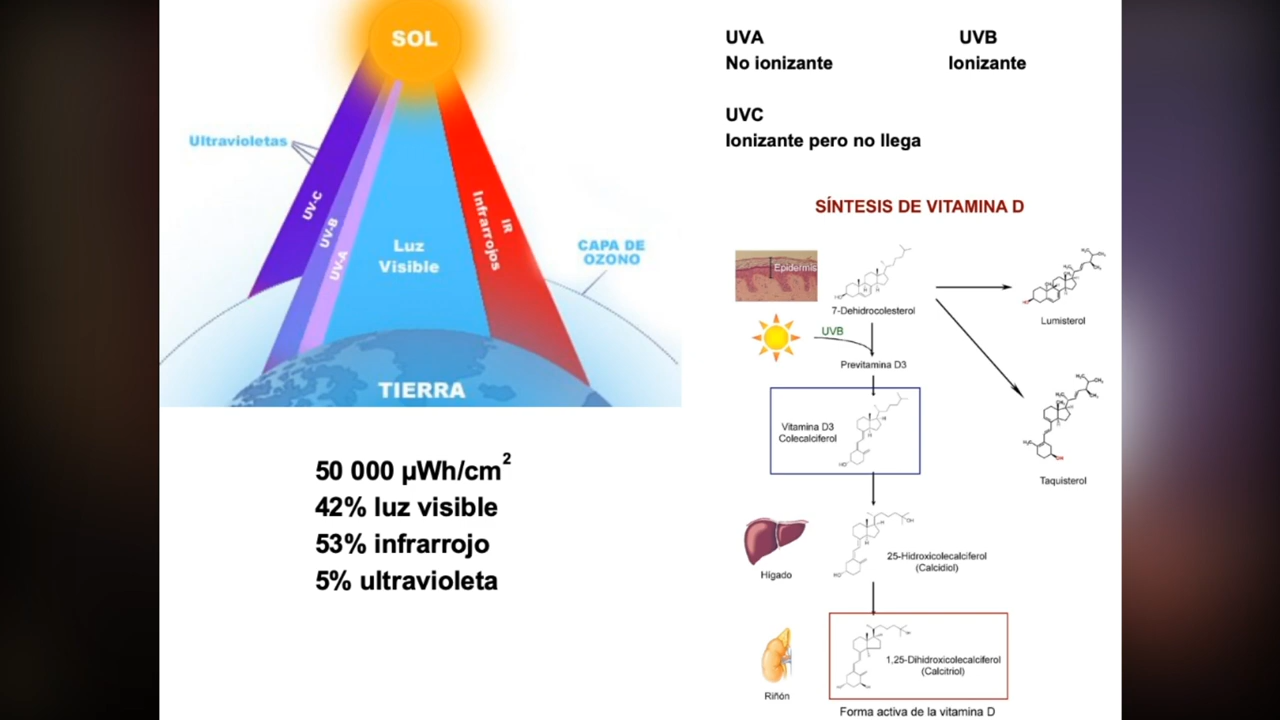 SOL
Ultravioletas
UV-C
UV-B
UV-A
Luz
Visible
IR
Infrarrojos
CAPA DE
OZONO
TIERRA
50 000 µWh/cm²
42% luz visible
53% infrarrojo
5% ultravioleta
UVA
No ionizante
UVB
Ionizante
UVC
Ionizante pero no llega
SÍNTESIS DE VITAMINA D
Epidermis
7-Dehidrocolesterol
Lumisterol
UVB
Previtamina D3
Vitamina D3
Colecalciferol
Taquisterol
Hígado
25-Hidroxicolecalciferol
(Calcidiol)
Riñón
1,25-Dihidroxicolecalciferol
(Calcitriol)
Forma activa de la vitamina D